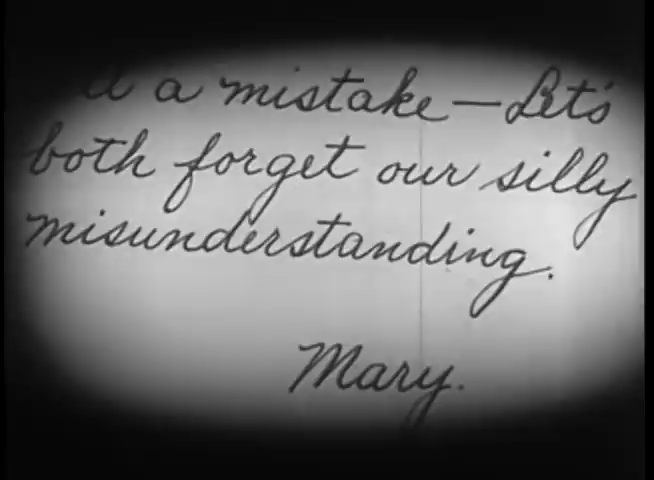 a mistake—Let's
both forget our silly
misunderstanding.
Mary.